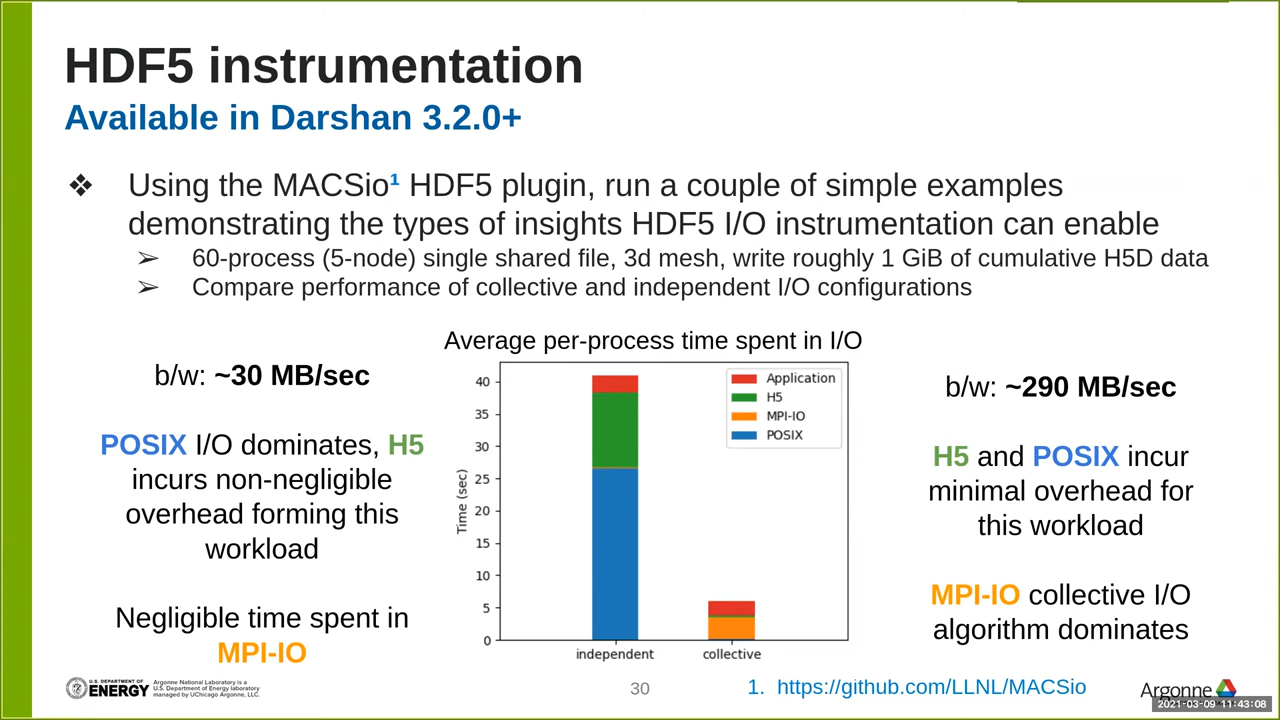 HDF5 instrumentation
Available in Darshan 3.2.0+
❖ Using the MACSio¹ HDF5 plugin, run a couple of simple examples
demonstrating the types of insights HDF5 I/O instrumentation can enable
➢ 60-process (5-node) single shared file, 3d mesh, write roughly 1 GiB of cumulative H5D data
➢ Compare performance of collective and independent I/O configurations
b/w: ~30 MB/sec
POSIX I/O dominates, H5
incurs non-negligible
overhead forming this
workload
Negligible time spent in
MPI-IO
Average per-process time spent in I/O
Time (sec)
40
35
30
25
20
15
10
5
0
independent
collective
Application
H5
MPI-IO
POSIX
b/w: ~290 MB/sec
H5 and POSIX incur
minimal overhead for
this workload
MPI-IO collective I/O
algorithm dominates
U.S. DEPARTMENT OF
ENERGY
Argonne National Laboratory is a
U.S. Department of Energy laboratory
managed by UChicago Argonne, LLC.
30
1. https://github.com/LLNL/MACSio
Argonne
2021-03-09 11:43:08